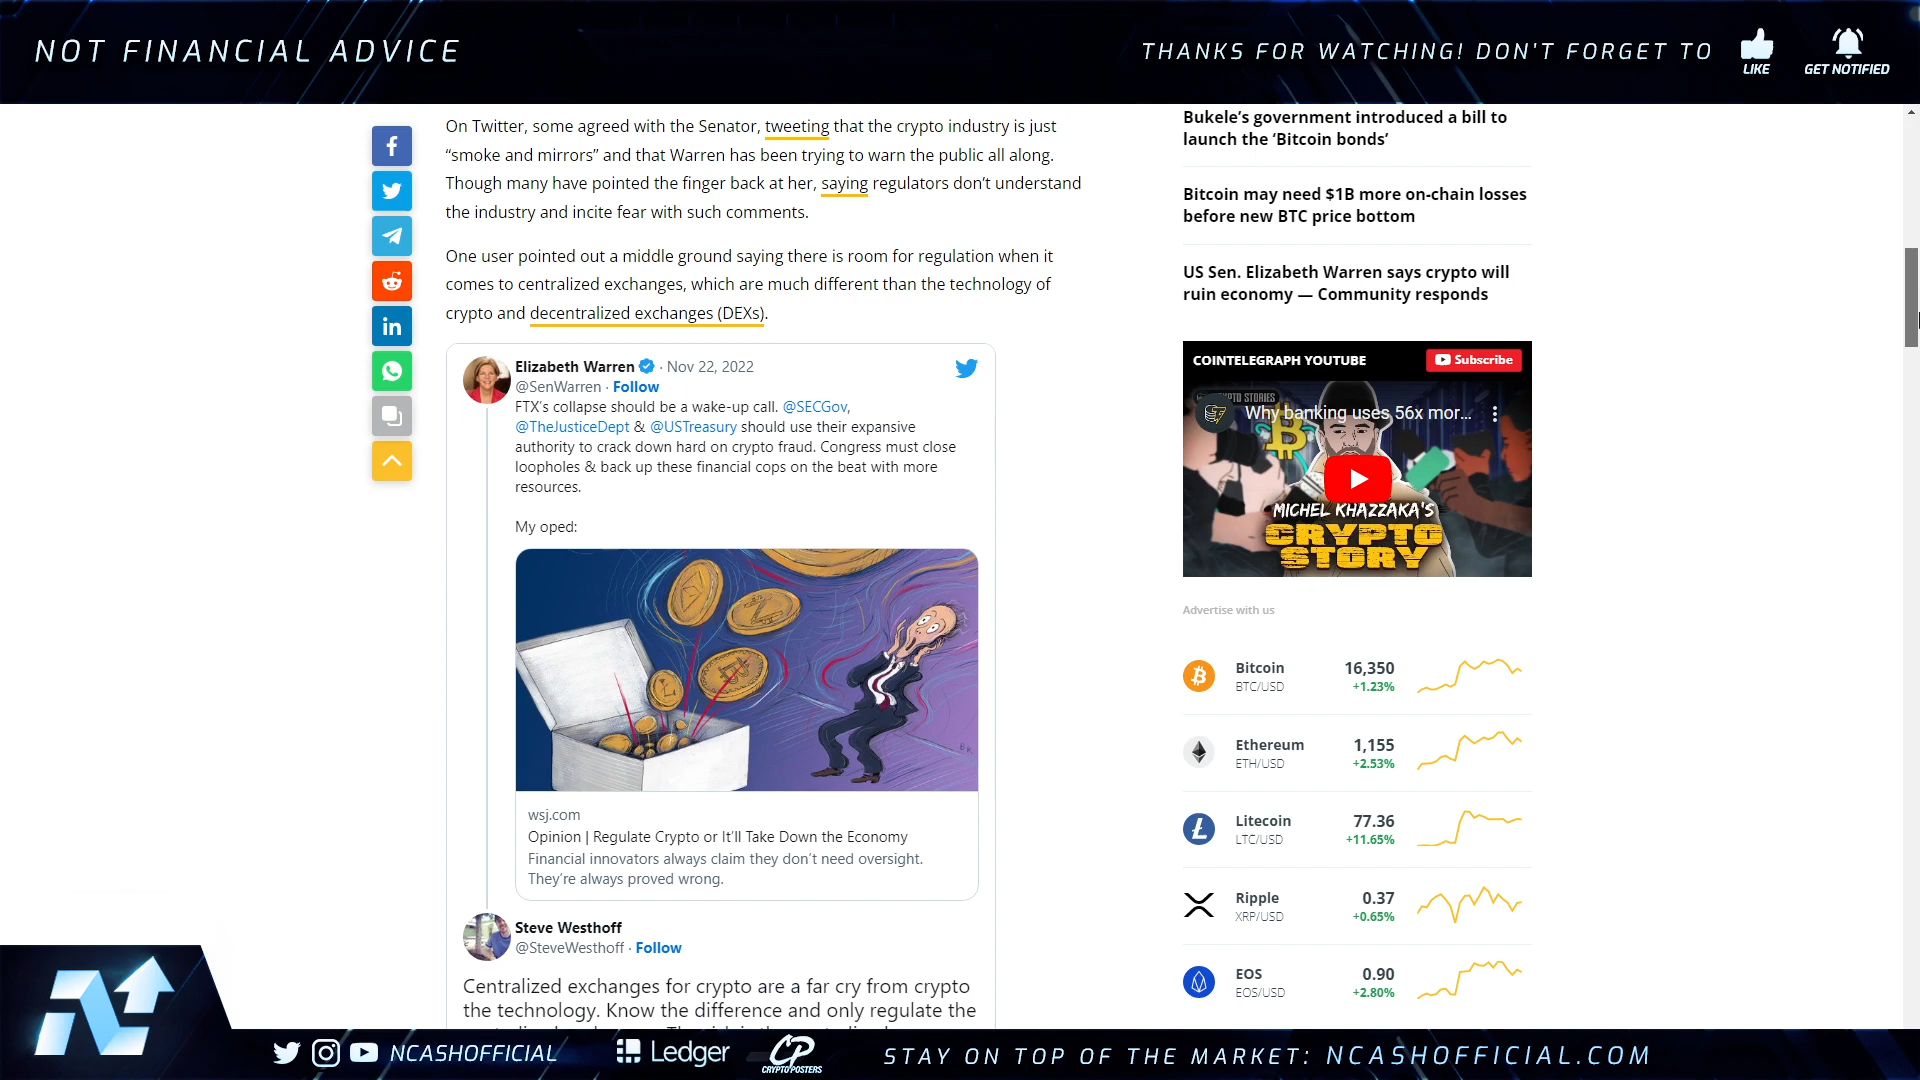 NOT FINANCIAL ADVICE
THANKS FOR WATCHING! DON'T FORGET TO
LIKE
GET NOTIFIED
On Twitter, some agreed with the Senator, tweeting that the crypto industry is just
“smoke and mirrors” and that Warren has been trying to warn the public all along.
Though many have pointed the finger back at her, saying regulators don’t understand
the industry and incite fear with such comments.
One user pointed out a middle ground saying there is room for regulation when it
comes to centralized exchanges, which are much different than the technology of
crypto and decentralized exchanges (DEXs).
Elizabeth Warren · Nov 22, 2022
@SenWarren · Follow
FTX’s collapse should be a wake-up call. @SECGov,
@TheJusticeDept & @USTreasury should use their expansive
authority to crack down hard on crypto fraud. Congress must close
loopholes & back up these financial cops on the beat with more
resources.
My oped:
wsj.com
Opinion | Regulate Crypto or It’ll Take Down the Economy
Financial innovators always claim they don’t need oversight.
They’re always proved wrong.
Steve Westhoff
@SteveWesthoff · Follow
Centralized exchanges for crypto are a far cry from crypto
the technology. Know the difference and only regulate the
Bukele’s government introduced a bill to
launch the ‘Bitcoin bonds’
Bitcoin may need $1B more on-chain losses
before new BTC price bottom
US Sen. Elizabeth Warren says crypto will
ruin economy — Community responds
COINTELEGRAPH YOUTUBE
Subscribe
Why banking uses 56x mor...
MICHEL KHAZZAKA'S
CRYPTO
STORY
Advertise with us
Bitcoin 16,350
BTC/USD +1.23%
Ethereum 1,155
ETH/USD +2.53%
Litecoin 77.36
LTC/USD +11.65%
Ripple 0.37
XRP/USD +0.65%
EOS 0.90
EOS/USD +2.80%
NCASHOFFICIAL
Ledger
CP
CRYPTOPOSTERS
STAY ON TOP OF THE MARKET: NCASHOFFICIAL.COM